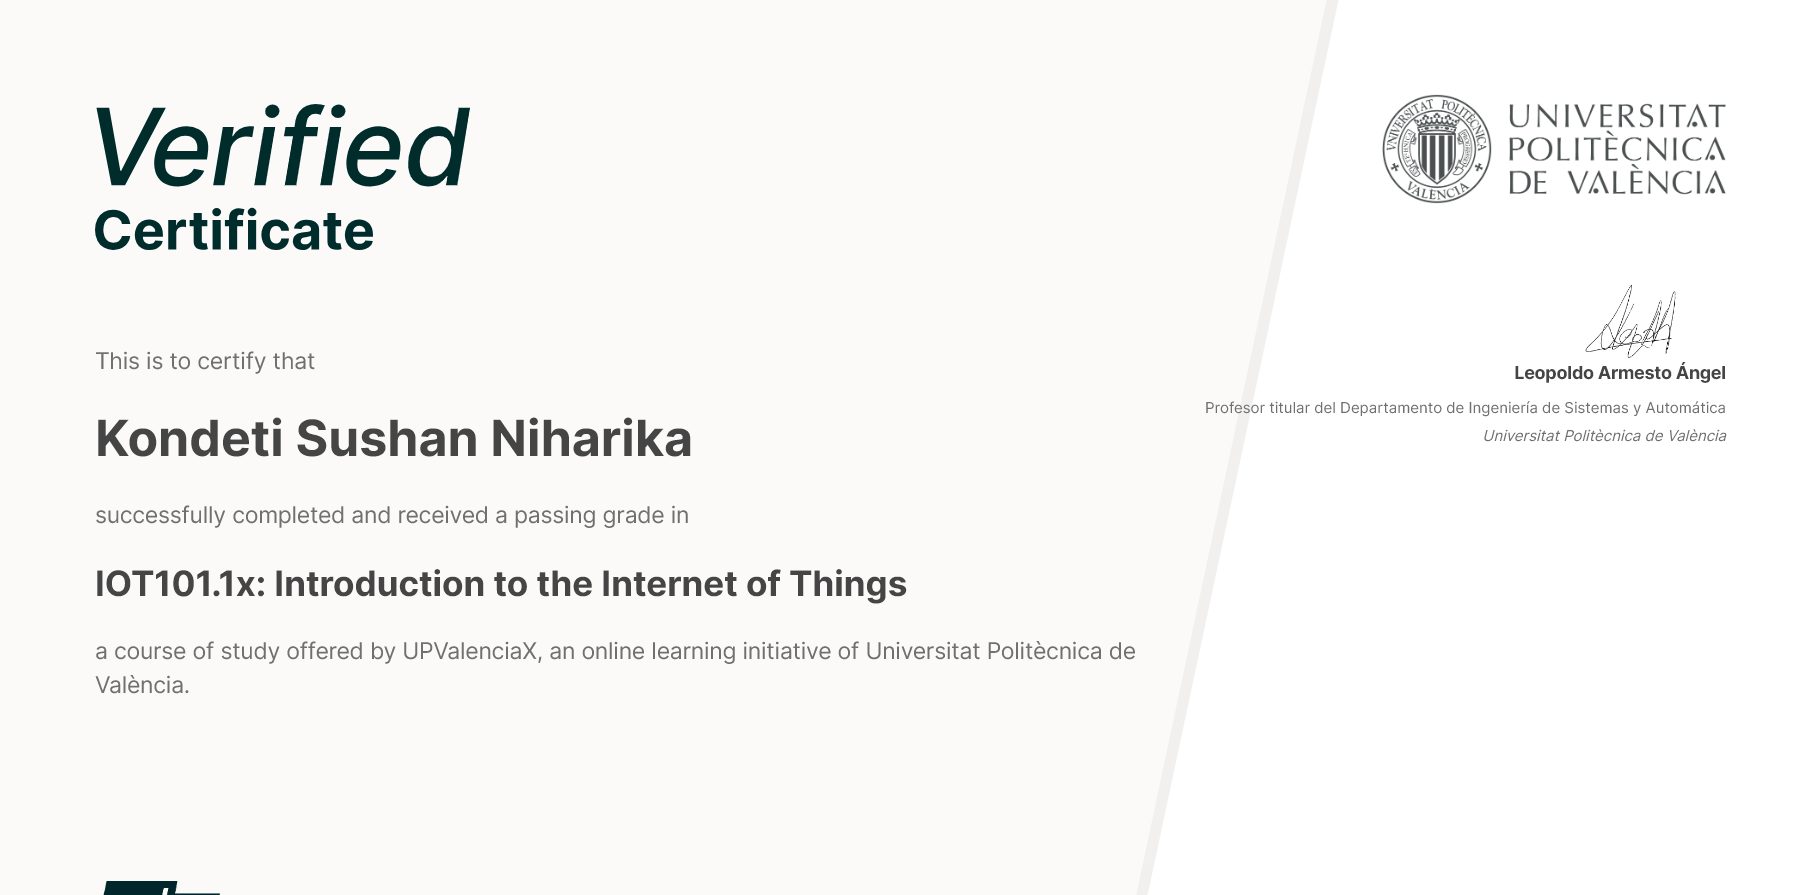 Verified
Certificate
This is to certify that
Kondeti Sushan Niharika
successfully completed and received a passing grade in
IOT101.1x: Introduction to the Internet of Things
a course of study offered by UPValenciaX, an online learning initiative of Universitat Politècnica de
València.
UNIVERSITAT POLITÈCNICA
VALÈNCIA
UNIVERSITAT
POLITÈCNICA
DE VALÈNCIA
Leopoldo Armesto Ángel
Profesor titular del Departamento de Ingeniería de Sistemas y Automática
Universitat Politècnica de València